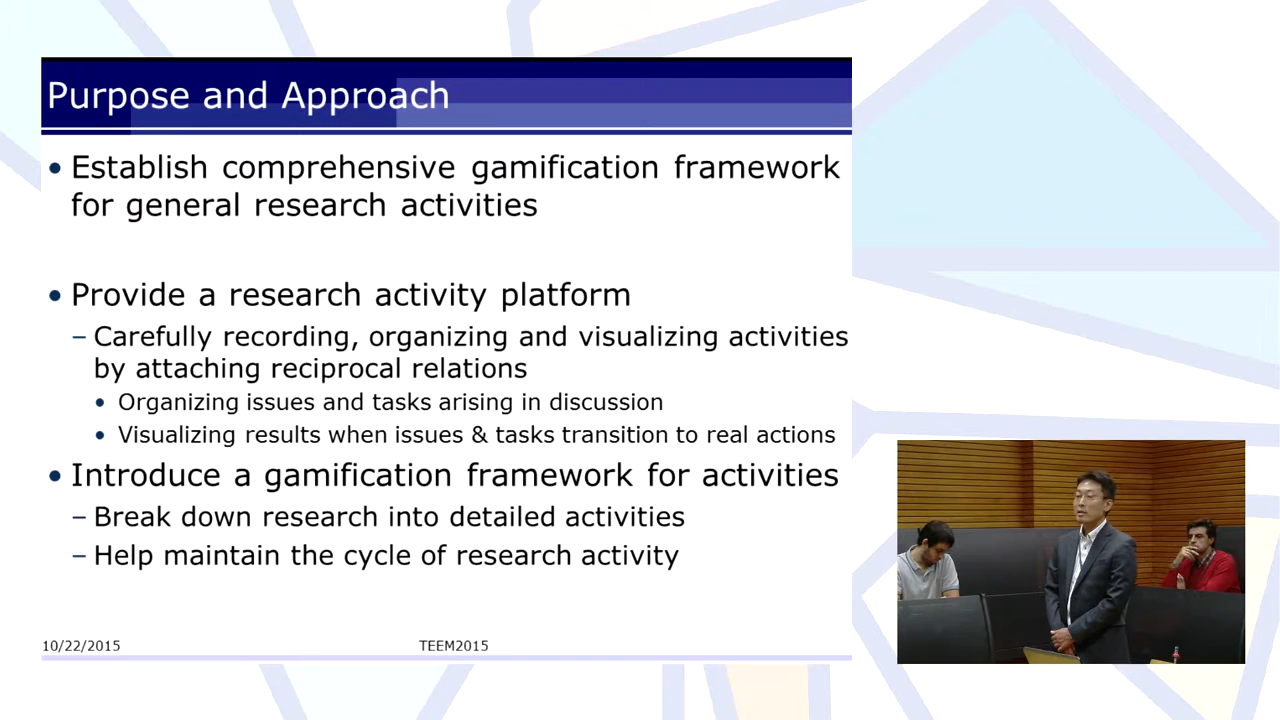 Purpose and Approach
• Establish comprehensive gamification framework
for general research activities
• Provide a research activity platform
– Carefully recording, organizing and visualizing activities
by attaching reciprocal relations
• Organizing issues and tasks arising in discussion
• Visualizing results when issues & tasks transition to real actions
• Introduce a gamification framework for activities
– Break down research into detailed activities
– Help maintain the cycle of research activity
10/22/2015
TEEM2015